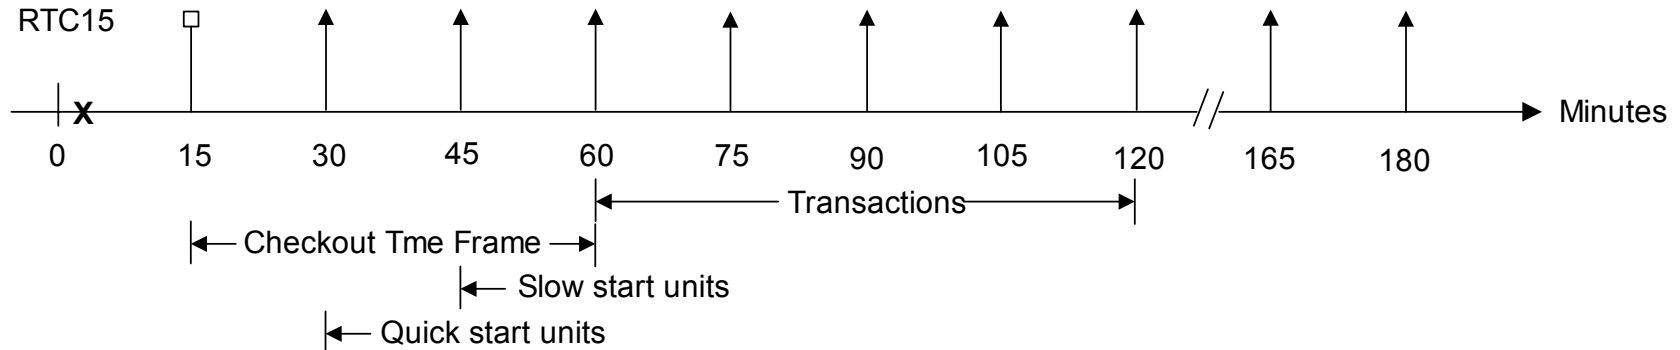 RTC15
X
Minutes
0 15 30 45 60 75 90 105 120 165 180
Transactions
Checkout Tme Frame
Slow start units
Quick start units